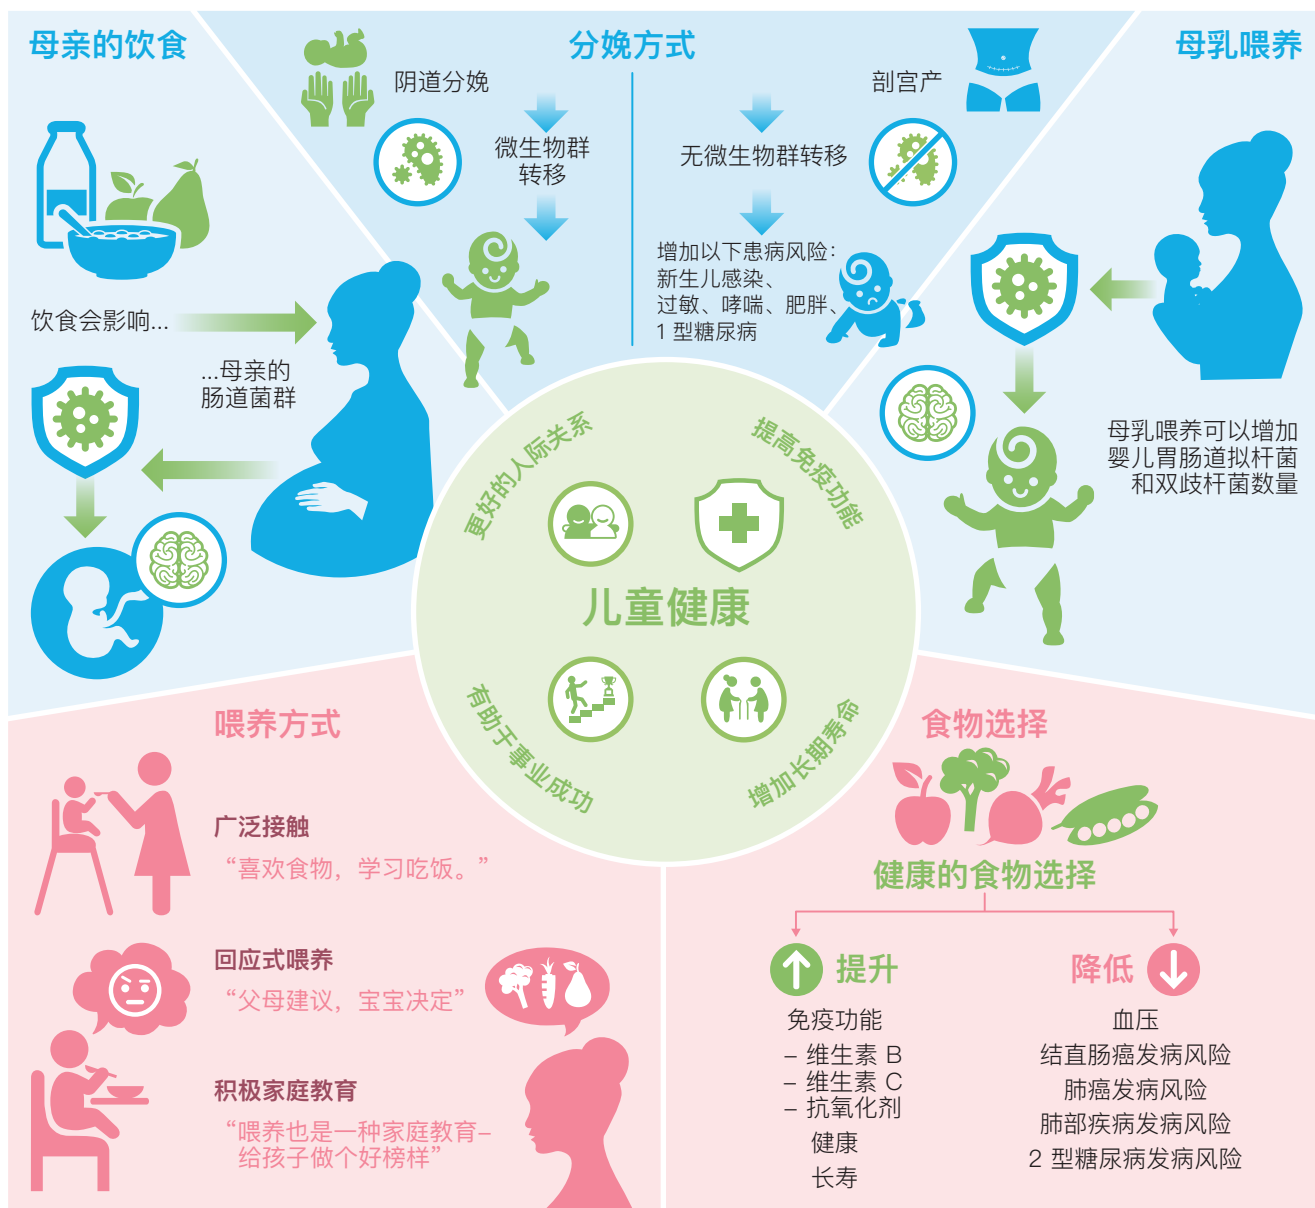 母亲的饮食
饮食会影响...
...母亲的
肠道菌群
分娩方式
阴道分娩
微生物群
转移
剖宫产
无微生物群转移
增加以下患病风险：
新生儿感染、
过敏、哮喘、肥胖、
1 型糖尿病
母乳喂养
母乳喂养可以增加
婴儿胃肠道拟杆菌
和双歧杆菌数量
更好的人际关系
提高免疫功能
儿童健康
有助于事业成功
增加长期寿命
喂养方式
广泛接触
“喜欢食物，学习吃饭。”
回应式喂养
“父母建议，宝宝决定”
积极家庭教育
“喂养也是一种家庭教育–
给孩子做个好榜样”
食物选择
健康的食物选择
提升
免疫功能
– 维生素 B
– 维生素 C
– 抗氧化剂
健康
长寿
降低
血压
结直肠癌发病风险
肺癌发病风险
肺部疾病发病风险
2 型糖尿病发病风险